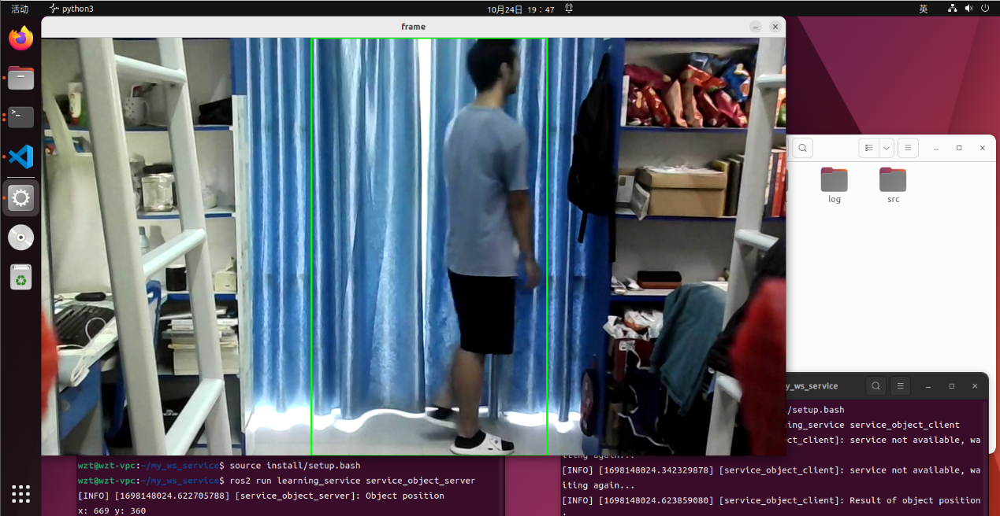 活动
python3
10月24日 19：47
英
frame
log
src
wzt@wzt-vpc:~/my_ws_service$ source install/setup.bash
wzt@wzt-vpc:~/my_ws_service$ ros2 run learning_service service_object_server
[INFO] [1698148024.622705788] [service_object_server]: Object position
x: 669 y: 360
my_ws_service
/setup.bash
ning_service service_object_client
ect_client]: service not available, wa
iting again...
[INFO] [1698148024.342329878] [service_object_client]: service not available, wa
iting again...
[INFO] [1698148024.623859080] [service_object_client]: Result of object position
: